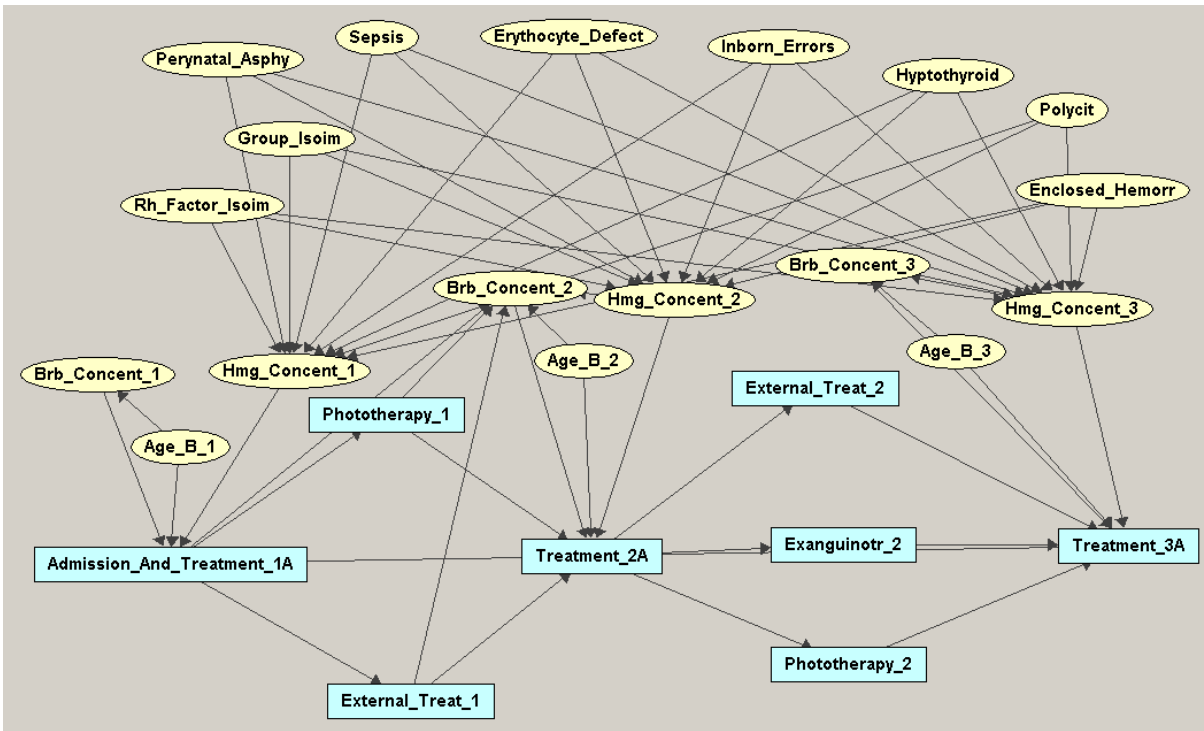 Sepsis
Erythocyte_Defect
Inborn_Errors
Perynatal_Asphy
Hyptothyroid
Polycit
Group_Isoim
Enclosed_Hemorr
Rh_Factor_Isoim
Brb_Concent_3
Brb_Concent_2
Hmg_Concent_2
Hmg_Concent_3
Age_B_3
Age_B_2
Hmg_Concent_1
Brb_Concent_1
External_Treat_2
Phototherapy_1
Age_B_1
Exanguinotr_2
Treatment_3A
Treatment_2A
Admission_And_Treatment_1A
Phototherapy_2
External_Treat_1